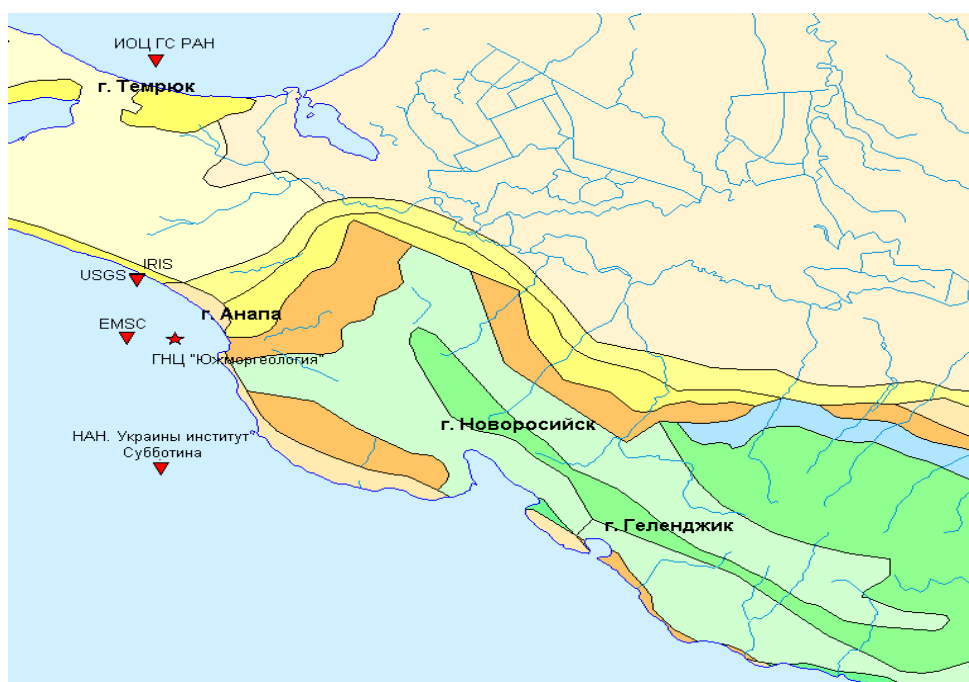 ИОЦ ГС РАН
г. Темрюк
IRIS
USGS
г. Анапа
EMSC
ГНЦ "Южморгеология"
г. Новоросийск
НАН. Украины институт
Субботина
г. Геленджик